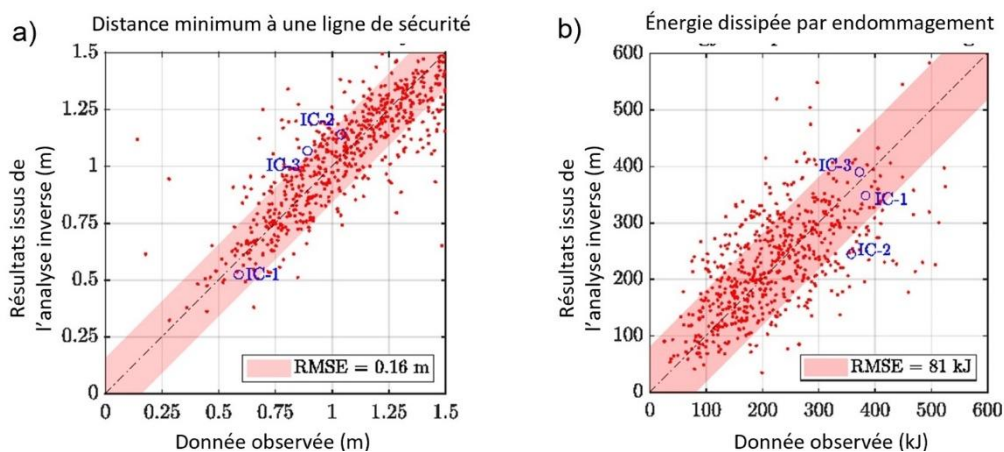 a)
Distance minimum à une ligne de sécurité
1.5
1.25
1
0.75
0.5
0.25
0
IC-2
IC-3
IC-1
RMSE = 0.16 m
0 0.25 0.5 0.75 1 1.25 1.5
Résultats issus de
l'analyse inverse (m)
Donnée observée (m)
b)
Énergie dissipée par endommagement
600
500
400
300
200
100
0
IC-3
IC-1
IC-2
RMSE = 81 kJ
0 100 200 300 400 500 600
Résultats issus de
l'analyse inverse (m)
Donnée observée (kJ)